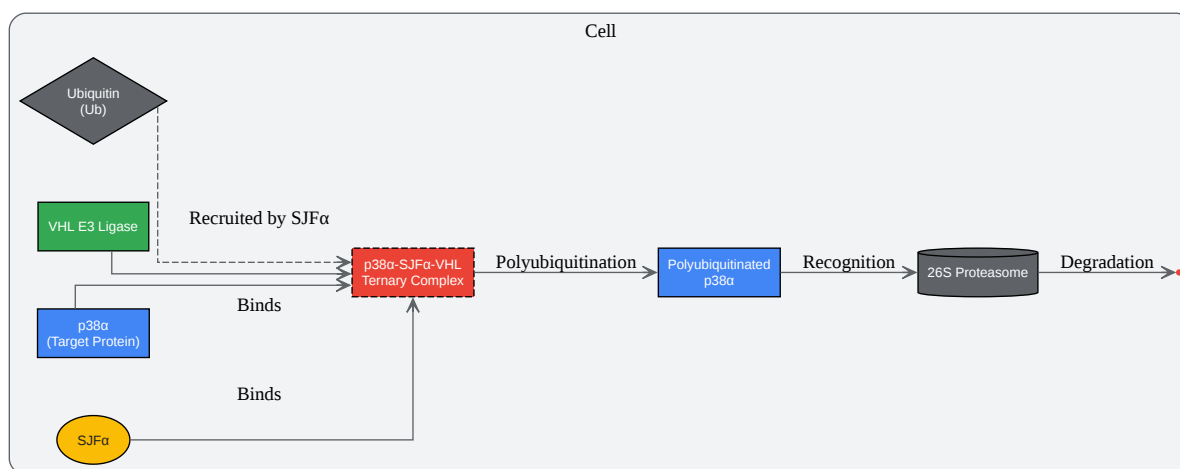 Cell
Ubiquitin
(Ub)
VHL E3 Ligase
Recruited by SJFα
p38α-SJFα-VHL
Ternary Complex
Polyubiquitination
Polyubiquitinated
p38α
Recognition
26S Proteasome
Degradation
Binds
p38α
(Target Protein)
Binds
SJFα